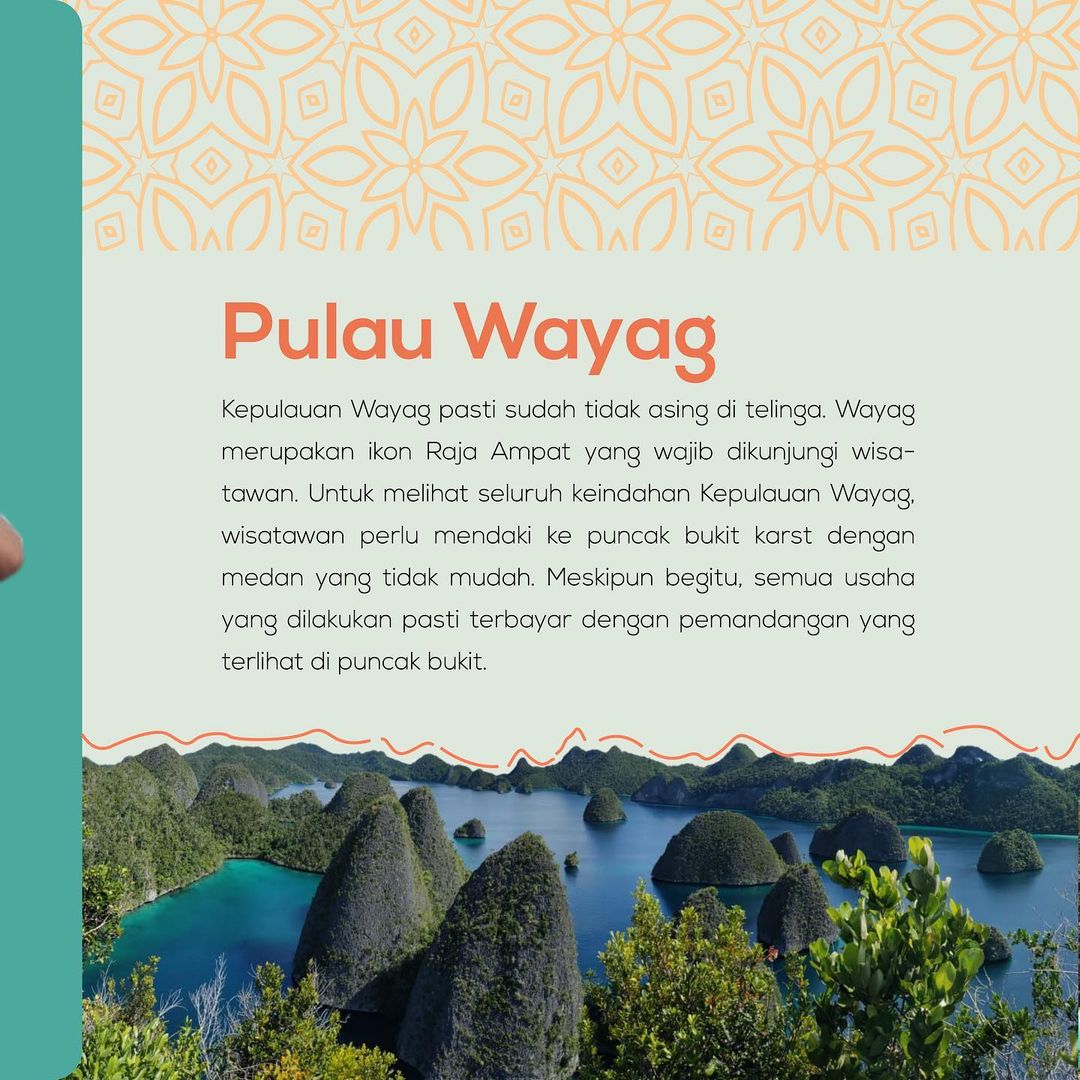 Pulau Wayag
Kepulauan Wayag pasti sudah tidak asing di telinga. Wayag
merupakan ikon Raja Ampat yang wajib dikunjungi wisa-
tawan. Untuk melihat seluruh keindahan Kepulauan Wayag,
wisatawan perlu mendaki ke puncak bukit karst dengan
medan yang tidak mudah. Meskipun begitu, semua usaha
yang dilakukan pasti terbayar dengan pemandangan yang
terlihat di puncak bukit.